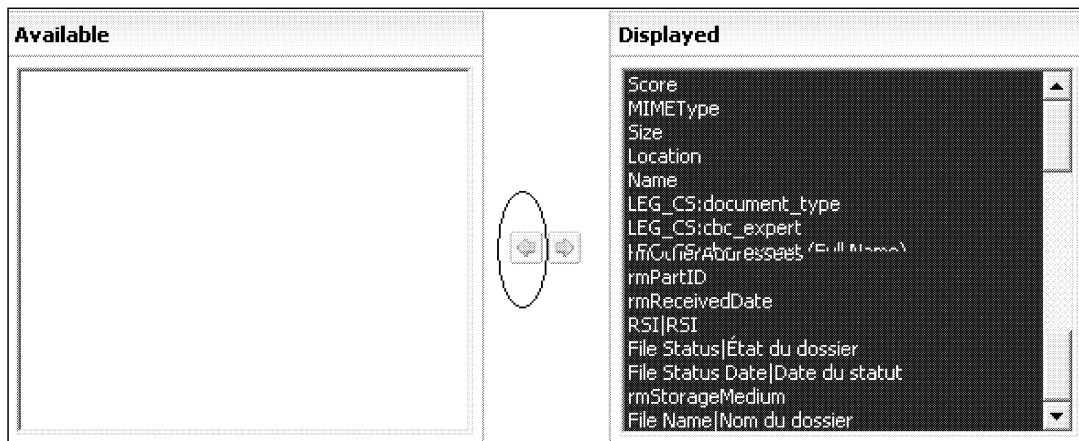 Available
Displayed
Score
MIMEType
Size
Location
Name
LEG_CS:document_type
LEG_CS:cbc_expert
rmPartID
rmReceivedDate
RSI|RSI
File Status|État du dossier
File Status Date|Date du statut
rmStorageMedium
File Name|Nom du dossier